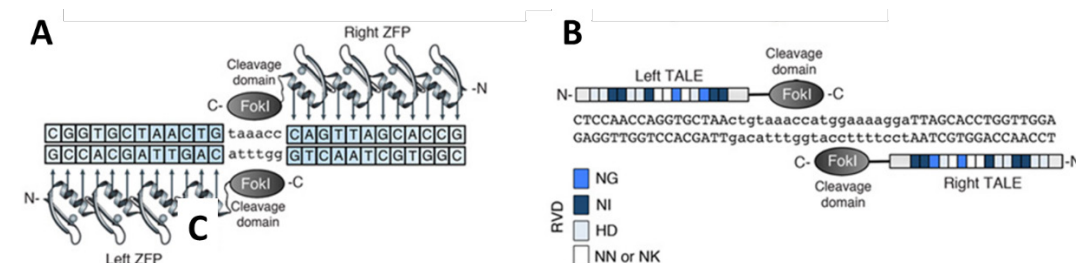 A
Right ZFP
Cleavage
domain
C- FokI -N
CGGTGCTAACTG taaacc CAGTTAGCACCG
GCCACGATTGAC atttgg GTCAATCGTGGC
N- FokI -C
Cleavage
domain
C
Left ZFP
B
Cleavage
domain
Left TALE
N- FokI -C
CTCCAACCAGGTGCTAActgtaaaccatggaaaaggaTTAGCACCTGGTTGGA
GAGGTTGGTCCACGATTgacatttggtaccttttcctAATCGTGGACCAACCT
C- FokI -N
Cleavage
domain
Right TALE
RVD
NG
NI
HD
NN or NK